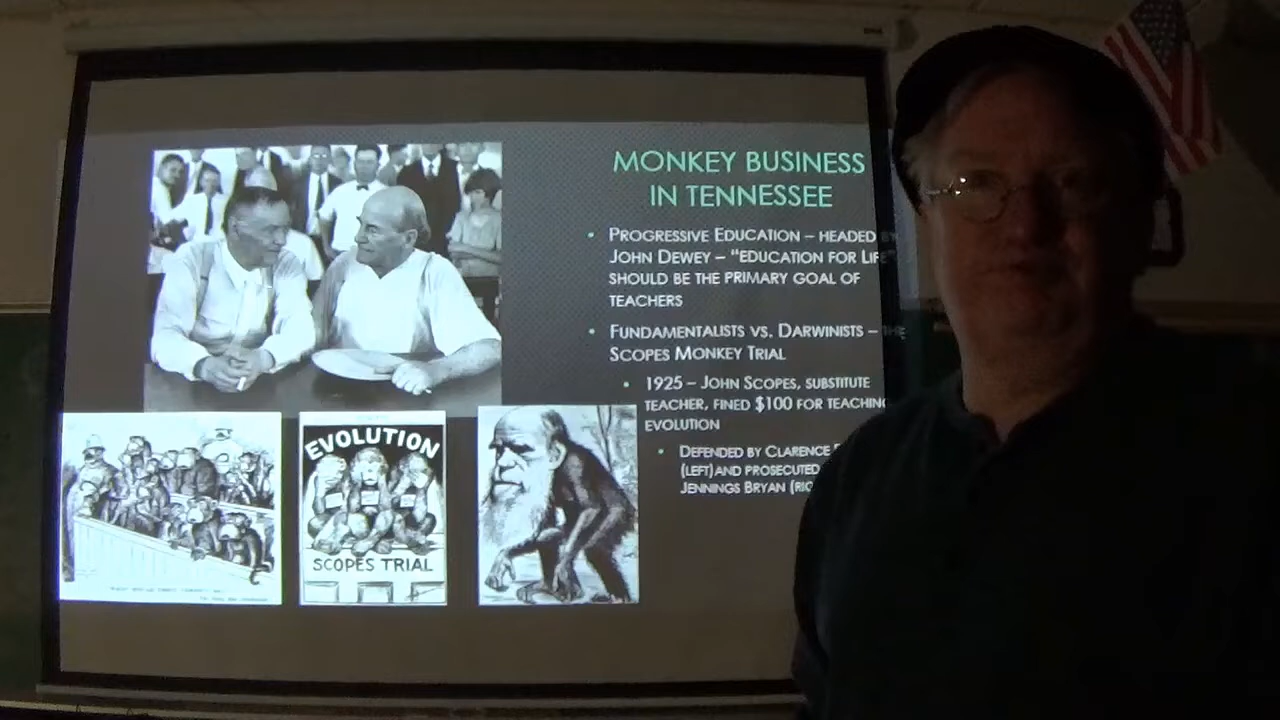 MONKEY BUSINESS
IN TENNESSEE
• PROGRESSIVE EDUCATION – HEADED BY
JOHN DEWEY – "EDUCATION FOR LIFE"
SHOULD BE THE PRIMARY GOAL OF
TEACHERS
• FUNDAMENTALISTS VS. DARWINISTS – THE
SCOPES MONKEY TRIAL
• 1925 – JOHN SCOPES, SUBSTITUTE
TEACHER, FINED $100 FOR TEACHING
EVOLUTION
• DEFENDED BY CLARENCE
(LEFT)AND PROSECUTED
JENNINGS BRYAN
EVOLUTION
SCOPES TRIAL